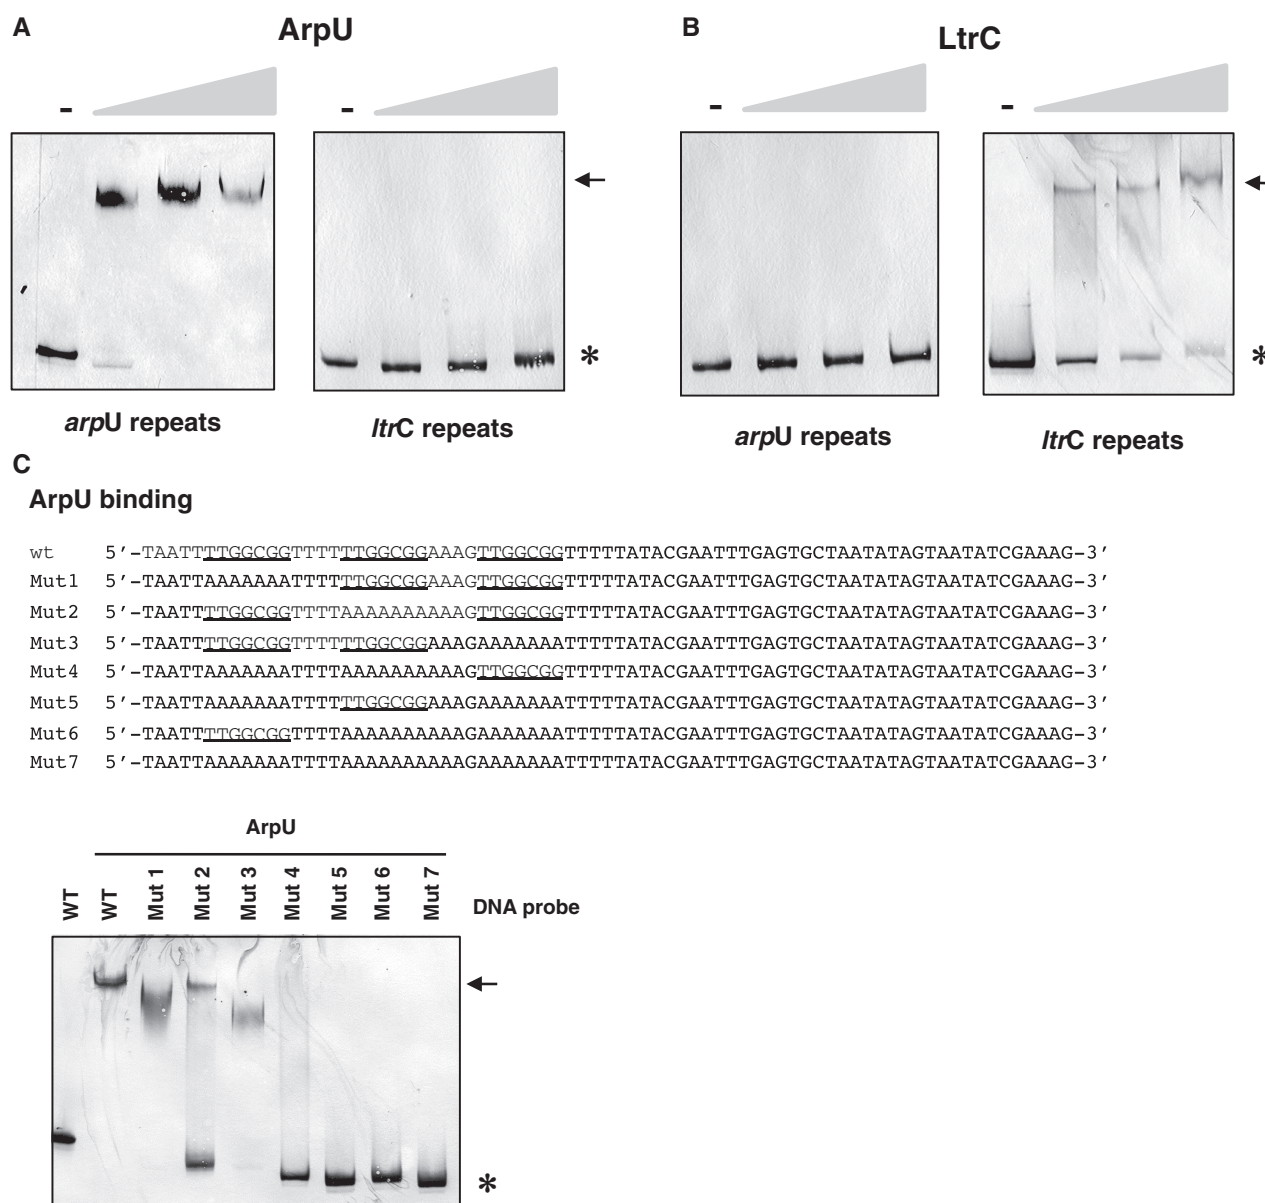 A
ArpU
B
LtrC
-
-
-
-
*
*
arpU repeats
ltrC repeats
arpU repeats
ltrC repeats
C
ArpU binding
wt 5’-TAATTTTGGCGGTTTTTTGGCGGAAAGTTGGCGGTTTTTATACGAATTTGAGTGCTAATATAGTAATATCGAAAG-3’
Mut1 5’-TAATTAAAAAAATTTTTTGGCGGAAAGTTGGCGGTTTTTATACGAATTTGAGTGCTAATATAGTAATATCGAAAG-3’
Mut2 5’-TAATTTTGGCGGTTTTAAAAAAAAAAGTTGGCGGTTTTTATACGAATTTGAGTGCTAATATAGTAATATCGAAAG-3’
Mut3 5’-TAATTTTGGCGGTTTTTTGGCGGAAAGAAAAAAATTTTTATACGAATTTGAGTGCTAATATAGTAATATCGAAAG-3’
Mut4 5’-TAATTAAAAAAATTTTAAAAAAAAAAGTTGGCGGTTTTTATACGAATTTGAGTGCTAATATAGTAATATCGAAAG-3’
Mut5 5’-TAATTAAAAAAATTTTTTGGCGGAAAGAAAAAAATTTTTATACGAATTTGAGTGCTAATATAGTAATATCGAAAG-3’
Mut6 5’-TAATTTTGGCGGTTTTAAAAAAAAAAGAAAAAAATTTTTATACGAATTTGAGTGCTAATATAGTAATATCGAAAG-3’
Mut7 5’-TAATTAAAAAAATTTTAAAAAAAAAAGAAAAAAATTTTTATACGAATTTGAGTGCTAATATAGTAATATCGAAAG-3’
ArpU
WT WT Mut 1 Mut 2 Mut 3 Mut 4 Mut 5 Mut 6 Mut 7 DNA probe
*